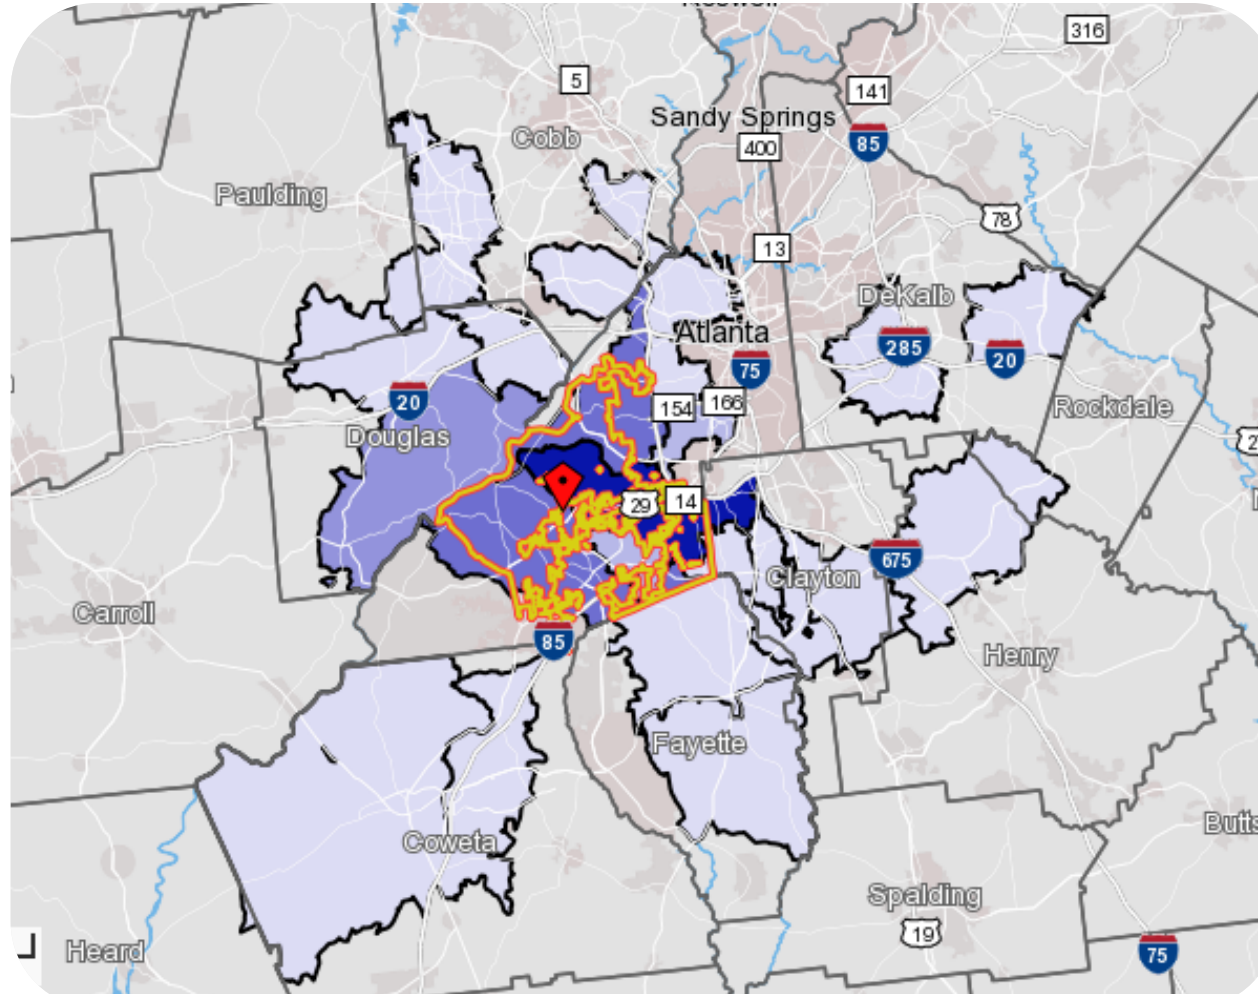 316
5
141
Sandy Springs
Cobb
85
400
Paulding
78
13
DeKalb
Atlanta
285
20
75
20
154
166
Rockdale
Douglas
29
14
675
Clayton
Carroll
85
Henry
Fayette
Coweta
Butts
Spalding
19
Heard
75